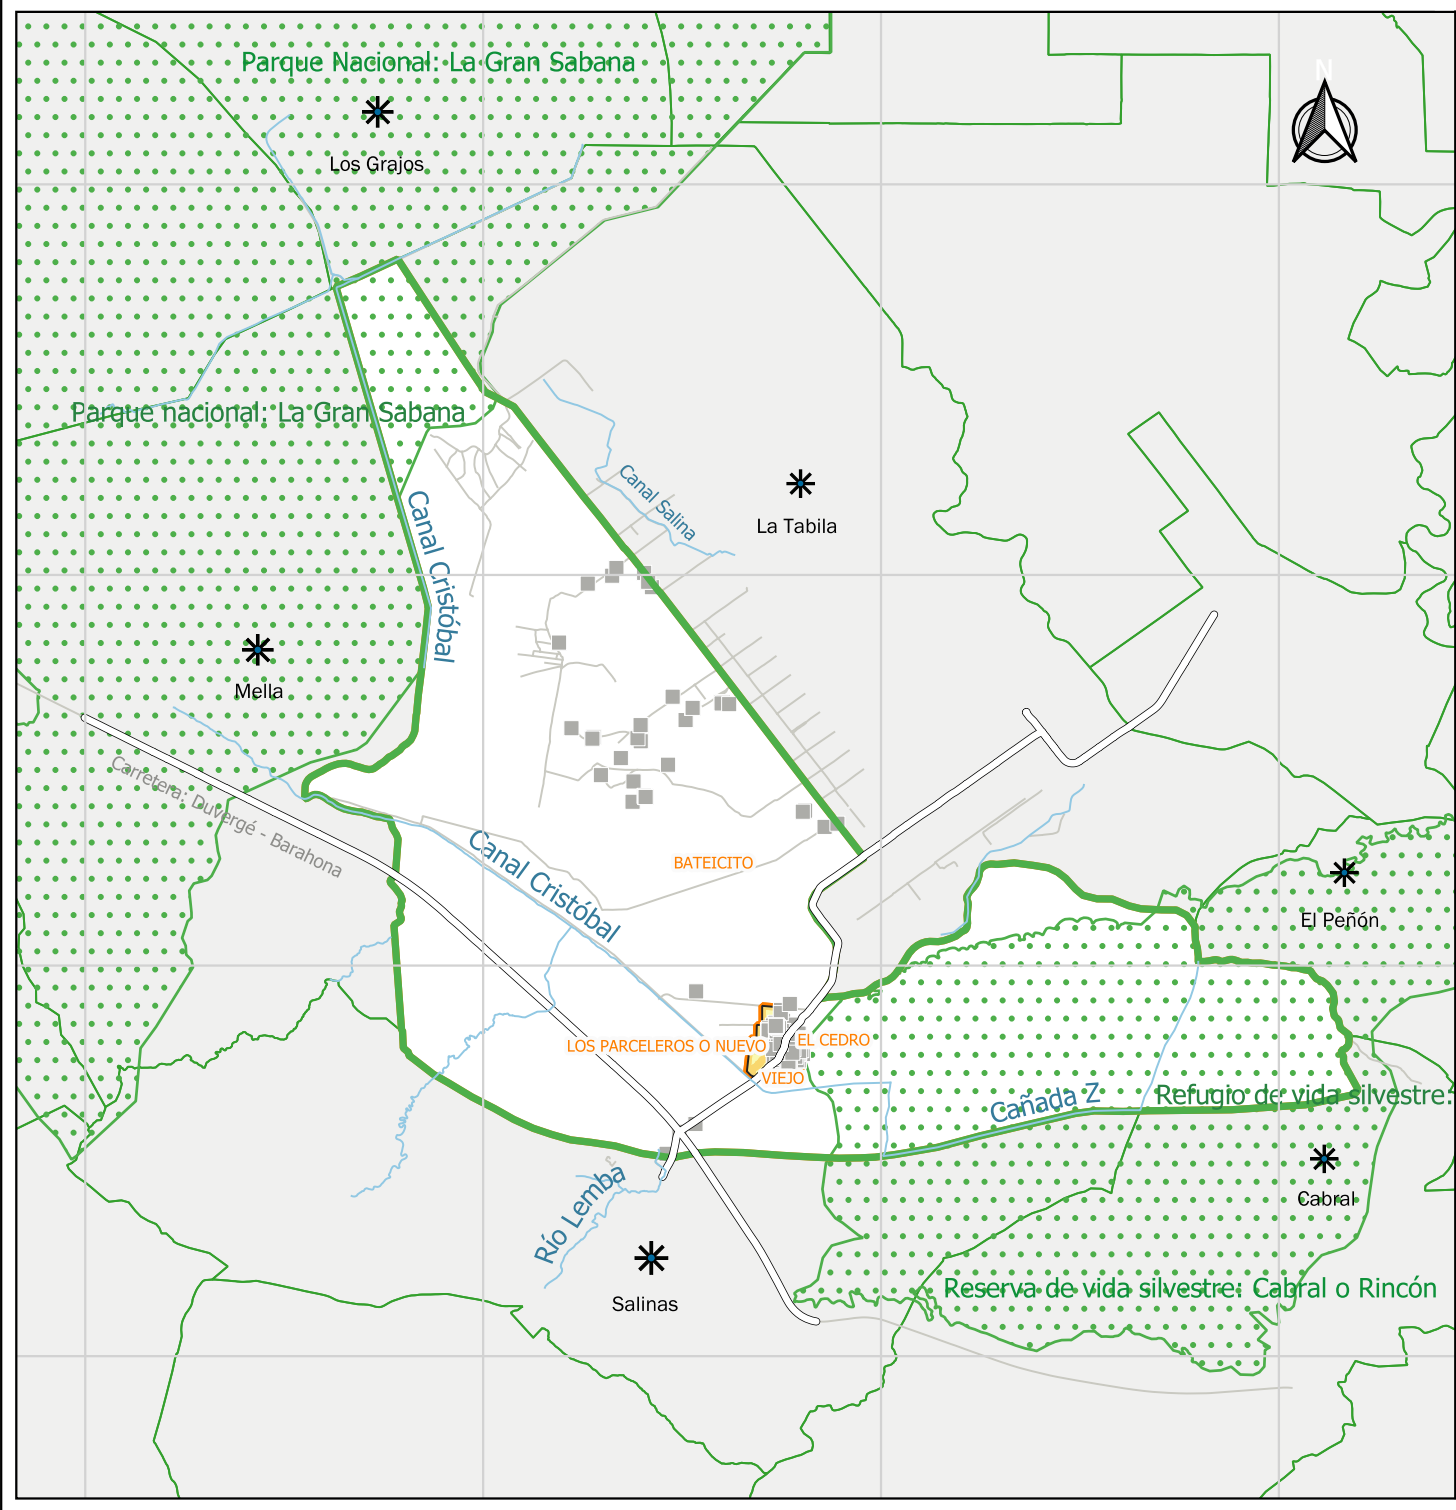 Parque Nacional: La Gran Sabana
N
Los Grajos
Parque nacional: La Gran Sabana
Canal Salina
La Tabila
Canal Cristóbal
Mella
Carretera: Duvergé - Barahona
Canal Cristóbal
BATEICITO
El Peñón
LOS PARCELEROS O NUEVO
EL CEDRO
VIEJO
Cañada Z
Refugio de vida silvestre:
Río Lemba
Cabral
Salinas
Reserva de vida silvestre: Cabral o Rincón